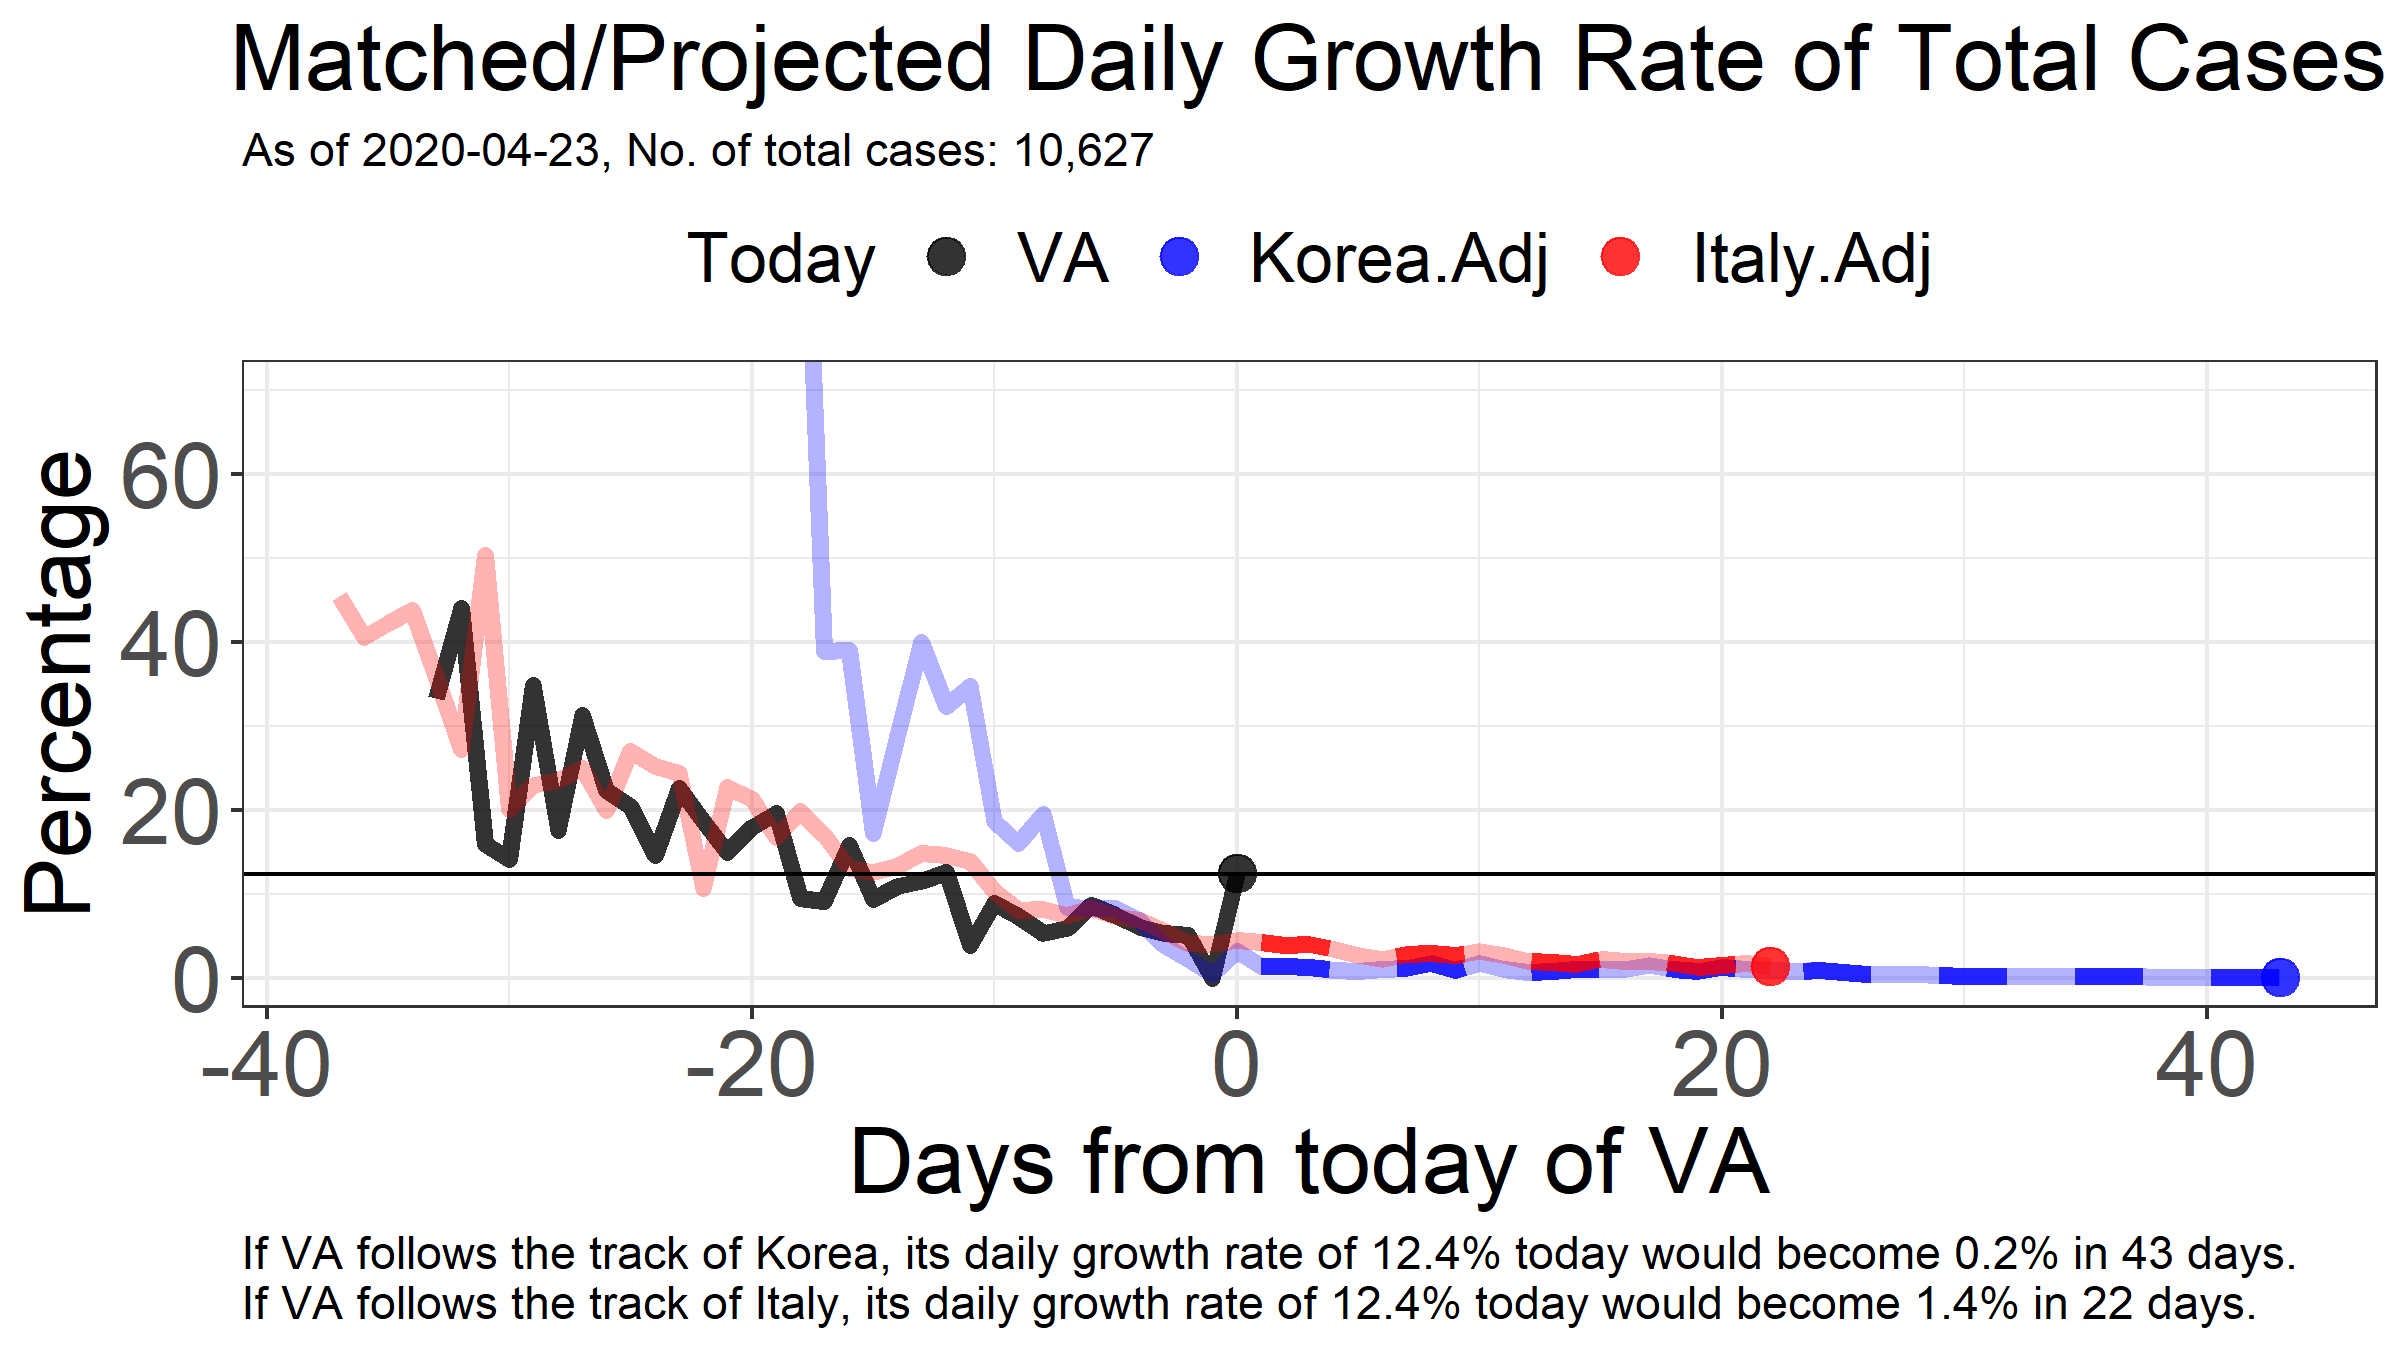 Matched/Projected Daily Growth Rate of Total Cases
As of 2020-04-23, No. of total cases: 10,627
Today VA Korea.Adj Italy.Adj
Percentage
60
40
20
0
-40 -20 0 20 40
Days from today of VA
If VA follows the track of Korea, its daily growth rate of 12.4% today would become 0.2% in 43 days.
If VA follows the track of Italy, its daily growth rate of 12.4% today would become 1.4% in 22 days.